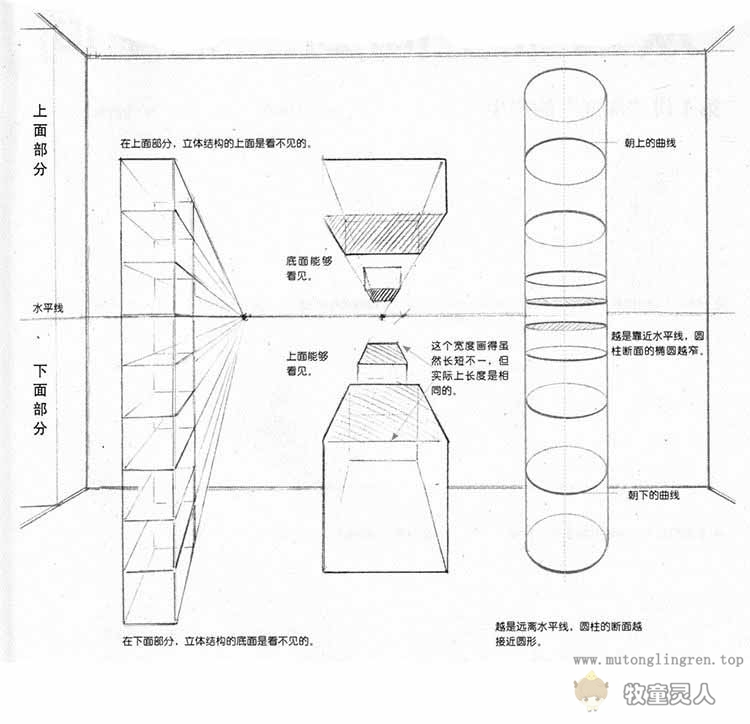 上面部分
在上面部分，立体结构的上面是看不见的。
朝上的曲线
底面能够
看见。
水平线
上面能够
看见。
这个宽度画得虽
然长短不一，但
实际上长度是相
同的。
越是靠近水平线，圆
柱断面的椭圆越窄。
下面部分
朝下的曲线
在下面部分，立体结构的底面是看不见的。
越是远离水平线，圆柱的断面越
接近圆形。
www.mutonglingren.top
牧童灵人